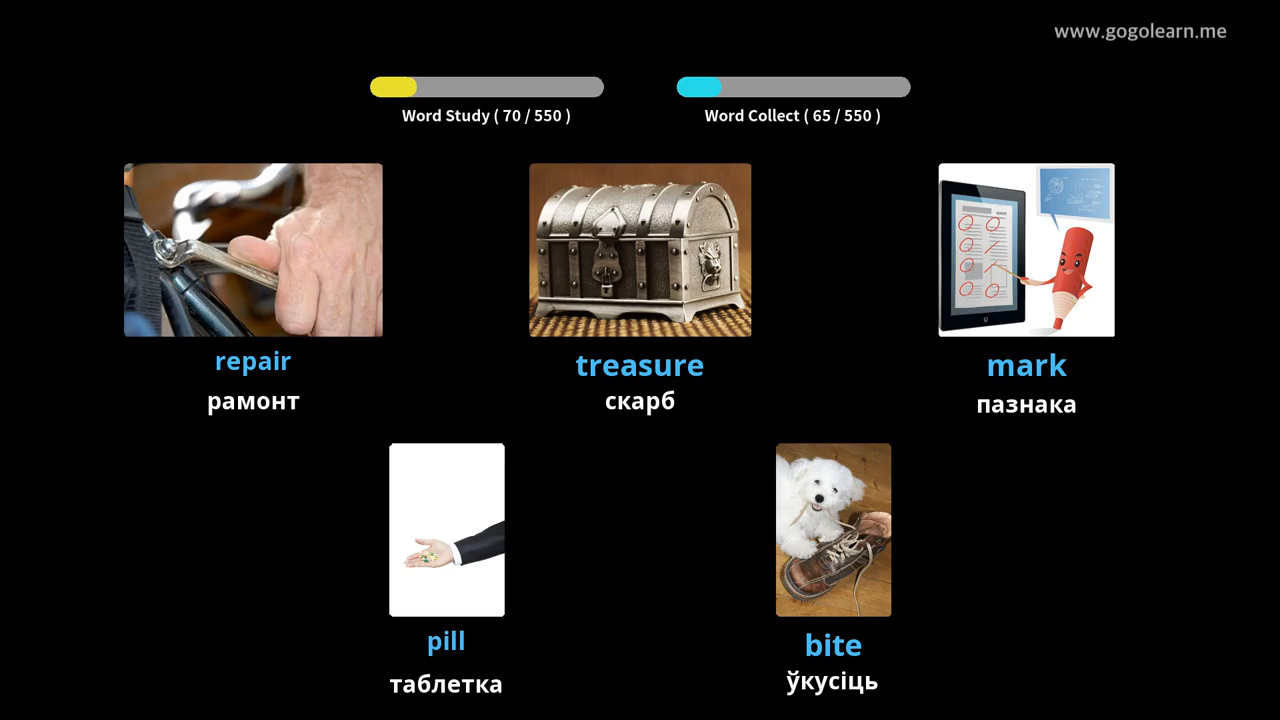 www.gogolearn.me
Word Study ( 70 / 550 )
Word Collect ( 65 / 550 )
repair
рамонт
treasure
скарб
mark
пазнака
pill
таблетка
bite
ўкусіць